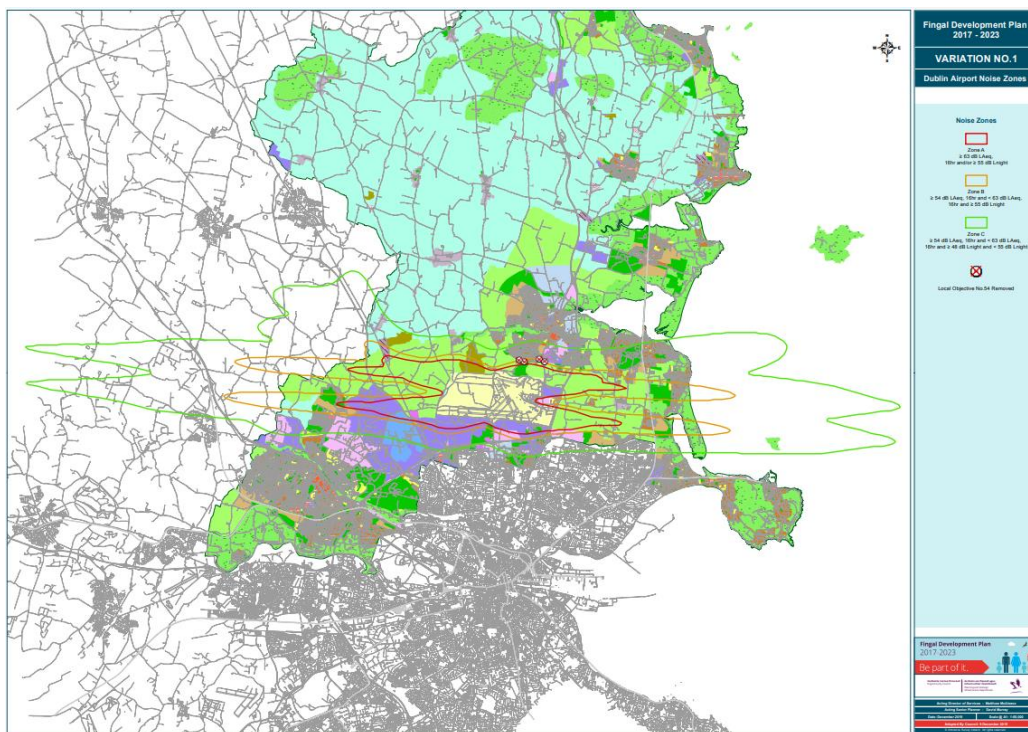 Fingal Development Plan
2017 - 2023
VARIATION NO.1
Dublin Airport Noise Zones
Noise Zones
Zone A
≥ 63 dB LAeq,
16hr and/or ≥ 55 dB Lnight
Zone B
≥ 54 dB LAeq, 16hr and < 63 dB LAeq,
16hr and ≥ 55 dB Lnight
Zone C
≥ 54 dB LAeq, 16hr and < 63 dB LAeq,
16hr and ≥ 48 dB Lnight and < 55 dB Lnight
Local Objective No.54 Removed
Fingal Development Plan
2017-2023
Be part of it.